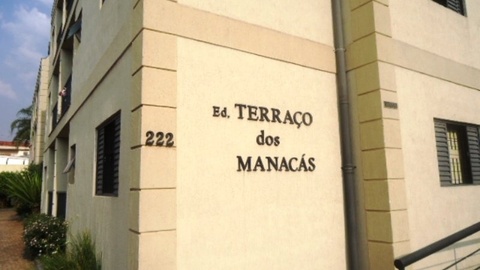 222
Ed. TERRAÇO
dos
MANACÁS